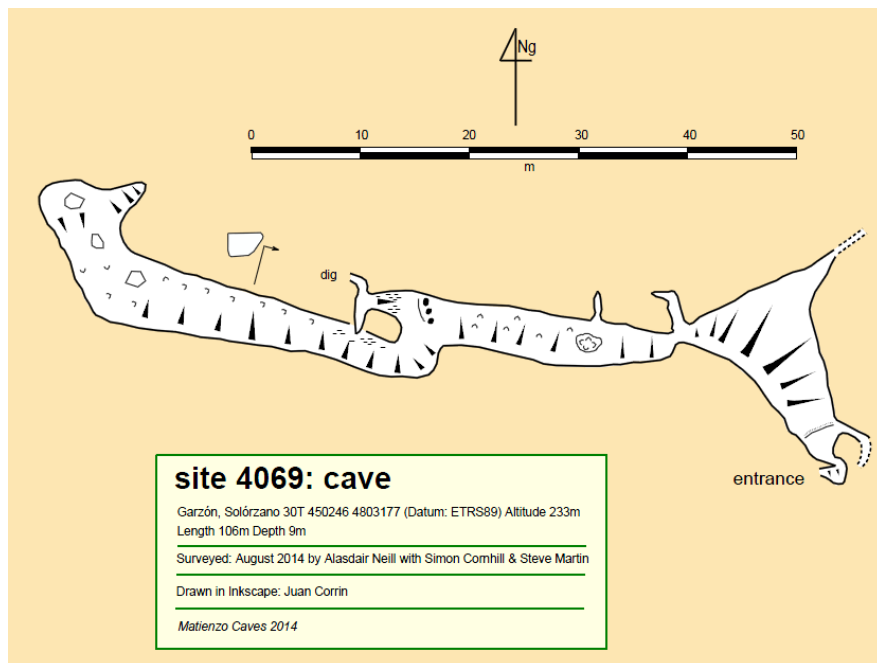 Ng
0 10 20 30 40 50
m
dig
entrance
site 4069: cave
Garzón, Solórzano 30T 450246 4803177 (Datum: ETRS89) Altitude 233m
Length 106m Depth 9m
Surveyed: August 2014 by Alasdair Neill with Simon Cornhill & Steve Martin
Drawn in Inkscape: Juan Corrin
Matienzo Caves 2014